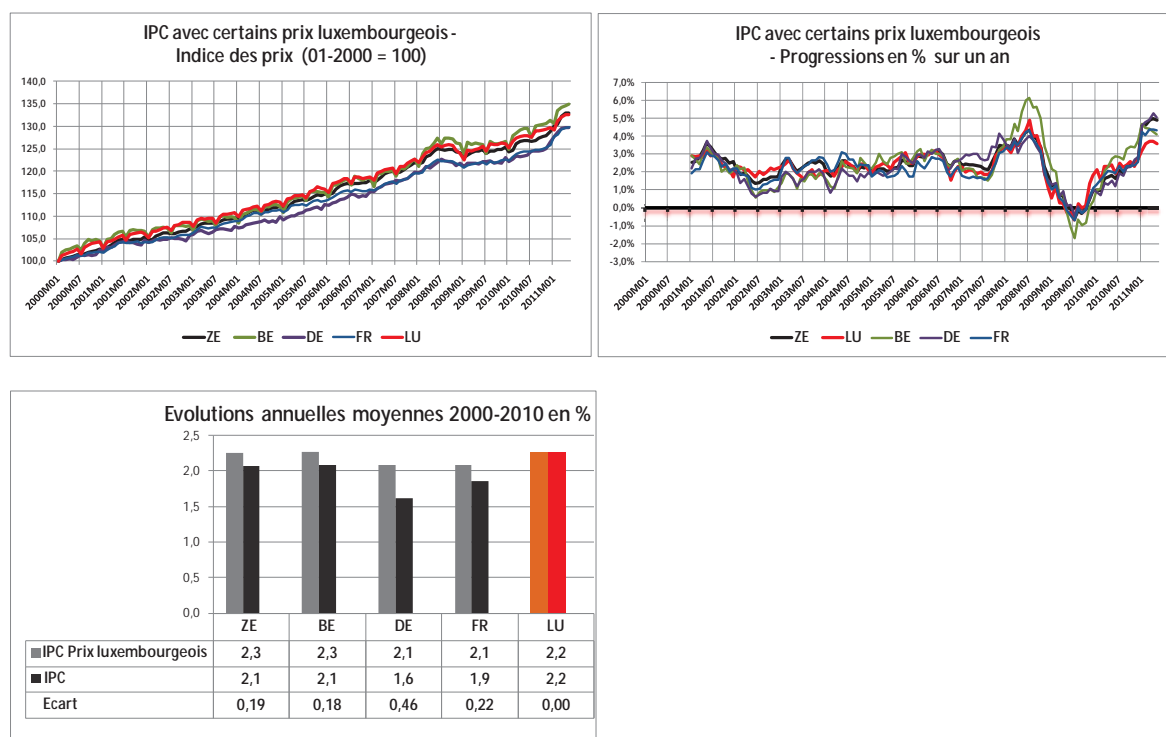 IPC avec certains prix luxembourgeois -
Indice des prix (01-2000 = 100)
140,0
135,0
130,0
125,0
120,0
115,0
110,0
105,0
100,0
2000M01
2000M07
2001M01
2001M07
2002M01
2002M07
2003M01
2003M07
2004M01
2004M07
2005M01
2005M07
2006M01
2006M07
2007M01
2007M07
2008M01
2008M07
2009M01
2009M07
2010M01
2010M07
2011M01
ZE BE DE FR LU
IPC avec certains prix luxembourgeois
- Progressions en % sur un an
7,0%
6,0%
5,0%
4,0%
3,0%
2,0%
1,0%
0,0%
-1,0%
-2,0%
-3,0%
2000M01
2000M07
2001M01
2001M07
2002M01
2002M07
2003M01
2003M07
2004M01
2004M07
2005M01
2005M07
2006M01
2006M07
2007M01
2007M07
2008M01
2008M07
2009M01
2009M07
2010M01
2010M07
2011M01
ZE LU BE DE FR
Evolutions annuelles moyennes 2000-2010 en %
2,5
2,0
1,5
1,0
0,5
0,0
ZE BE DE FR LU
IPC Prix luxembourgeois 2,3 2,3 2,1 2,1 2,2
IPC 2,1 2,1 1,6 1,9 2,2
Ecart 0,19 0,18 0,46 0,22 0,00